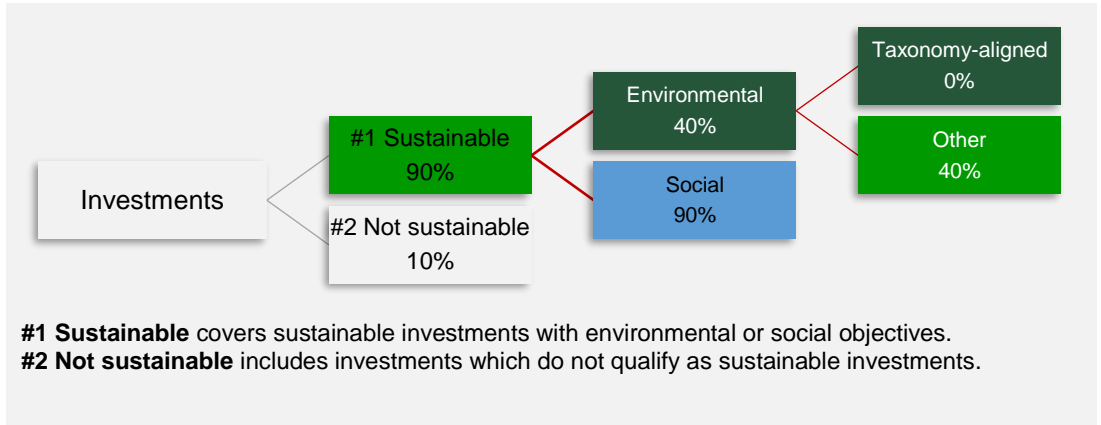 Investments
#1 Sustainable
90%
#2 Not sustainable
10%
Environmental
40%
Social
90%
Taxonomy-aligned
0%
Other
40%
#1 Sustainable covers sustainable investments with environmental or social objectives.
#2 Not sustainable includes investments which do not qualify as sustainable investments.